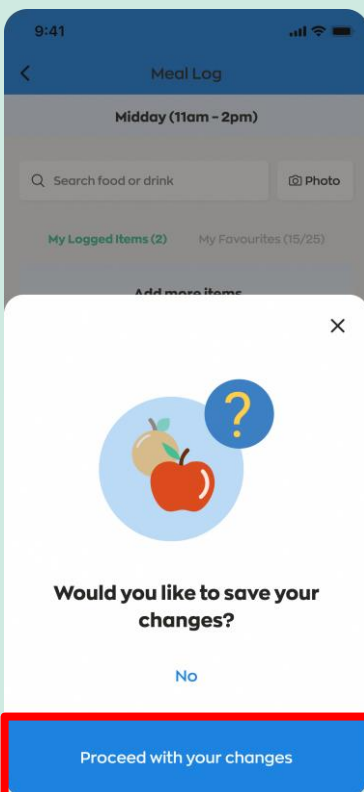 9:41
Meal Log
Midday (11am - 2pm)
Search food or drink
Photo
My Logged Items (2) My Favourites (15/25)
Add more items
?
Would you like to save your
changes?
No
Proceed with your changes